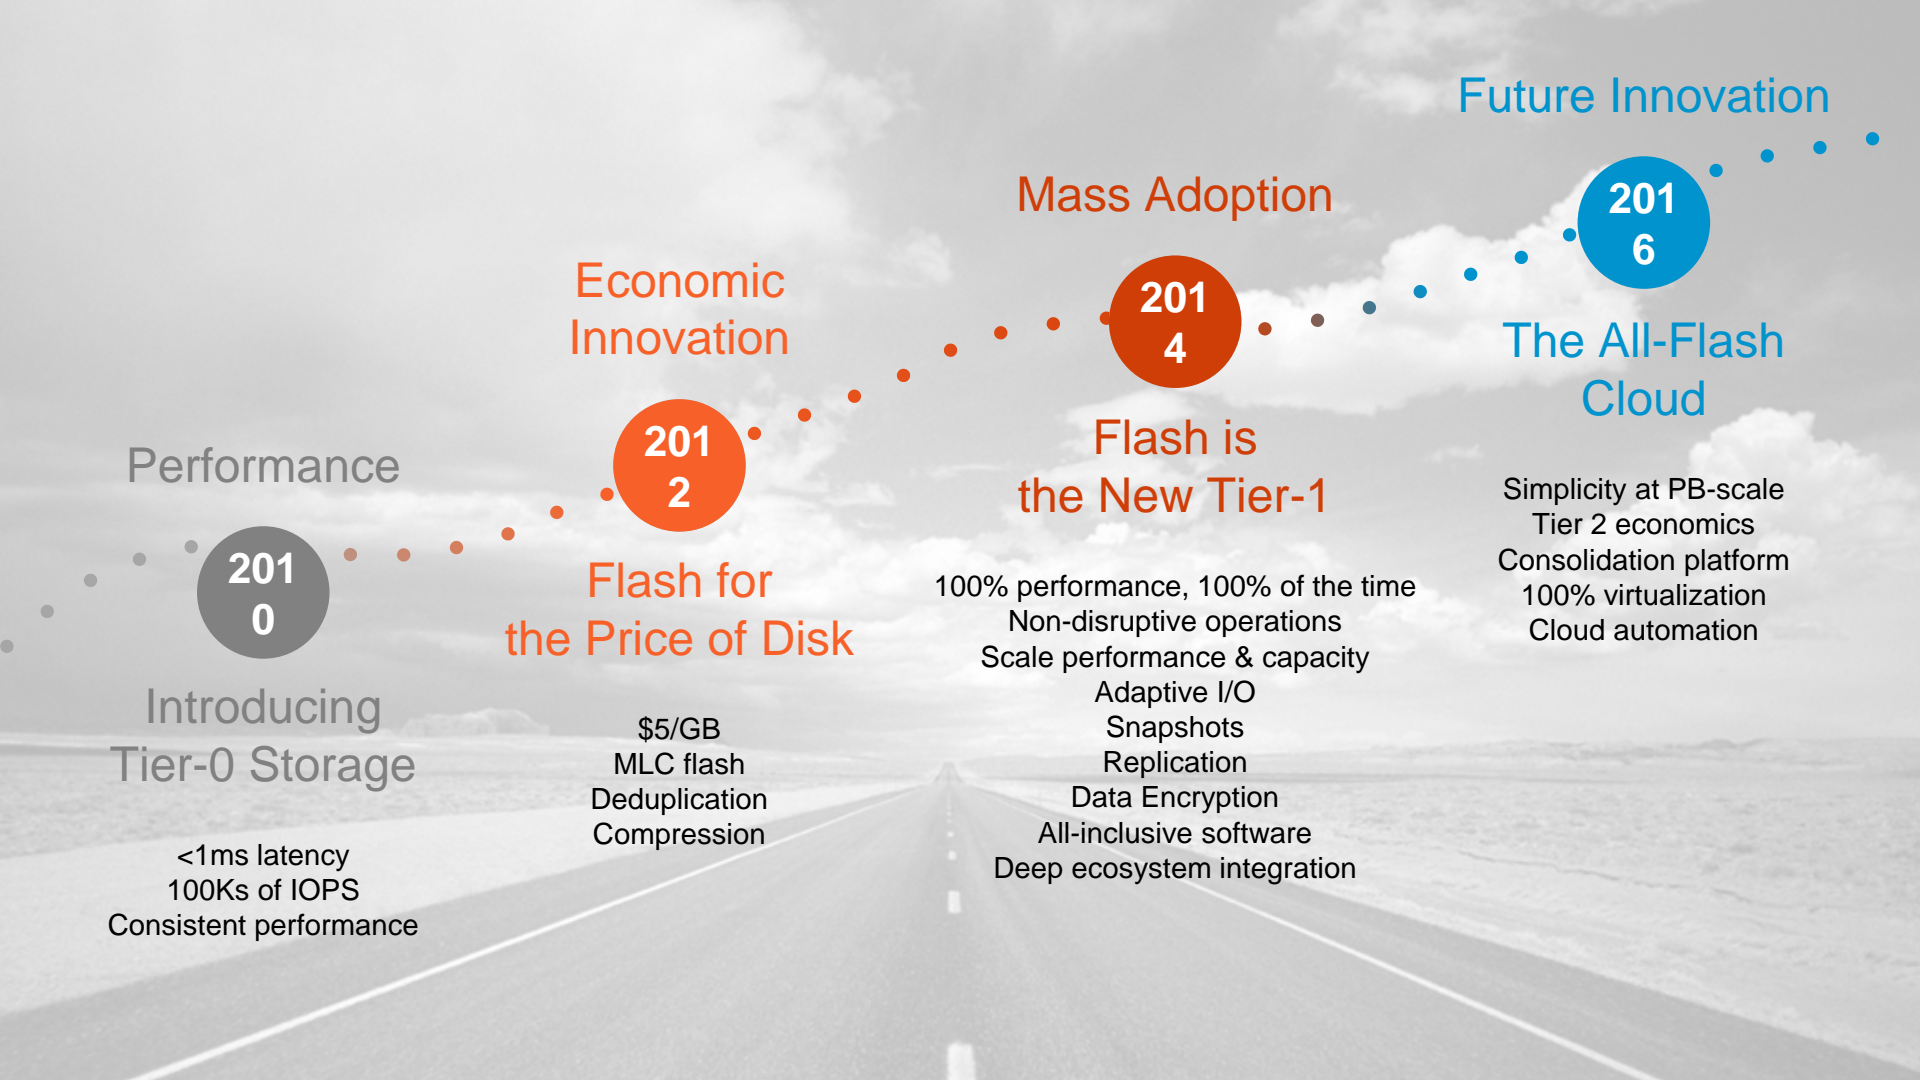 Performance
201
0
Introducing
Tier-0 Storage
<1ms latency
100Ks of IOPS
Consistent performance
Economic
Innovation
201
2
Flash for
the Price of Disk
$5/GB
MLC flash
Deduplication
Compression
Mass Adoption
201
4
Flash is
the New Tier-1
100% performance, 100% of the time
Non-disruptive operations
Scale performance & capacity
Adaptive I/O
Snapshots
Replication
Data Encryption
All-inclusive software
Deep ecosystem integration
Future Innovation
201
6
The All-Flash
Cloud
Simplicity at PB-scale
Tier 2 economics
Consolidation platform
100% virtualization
Cloud automation